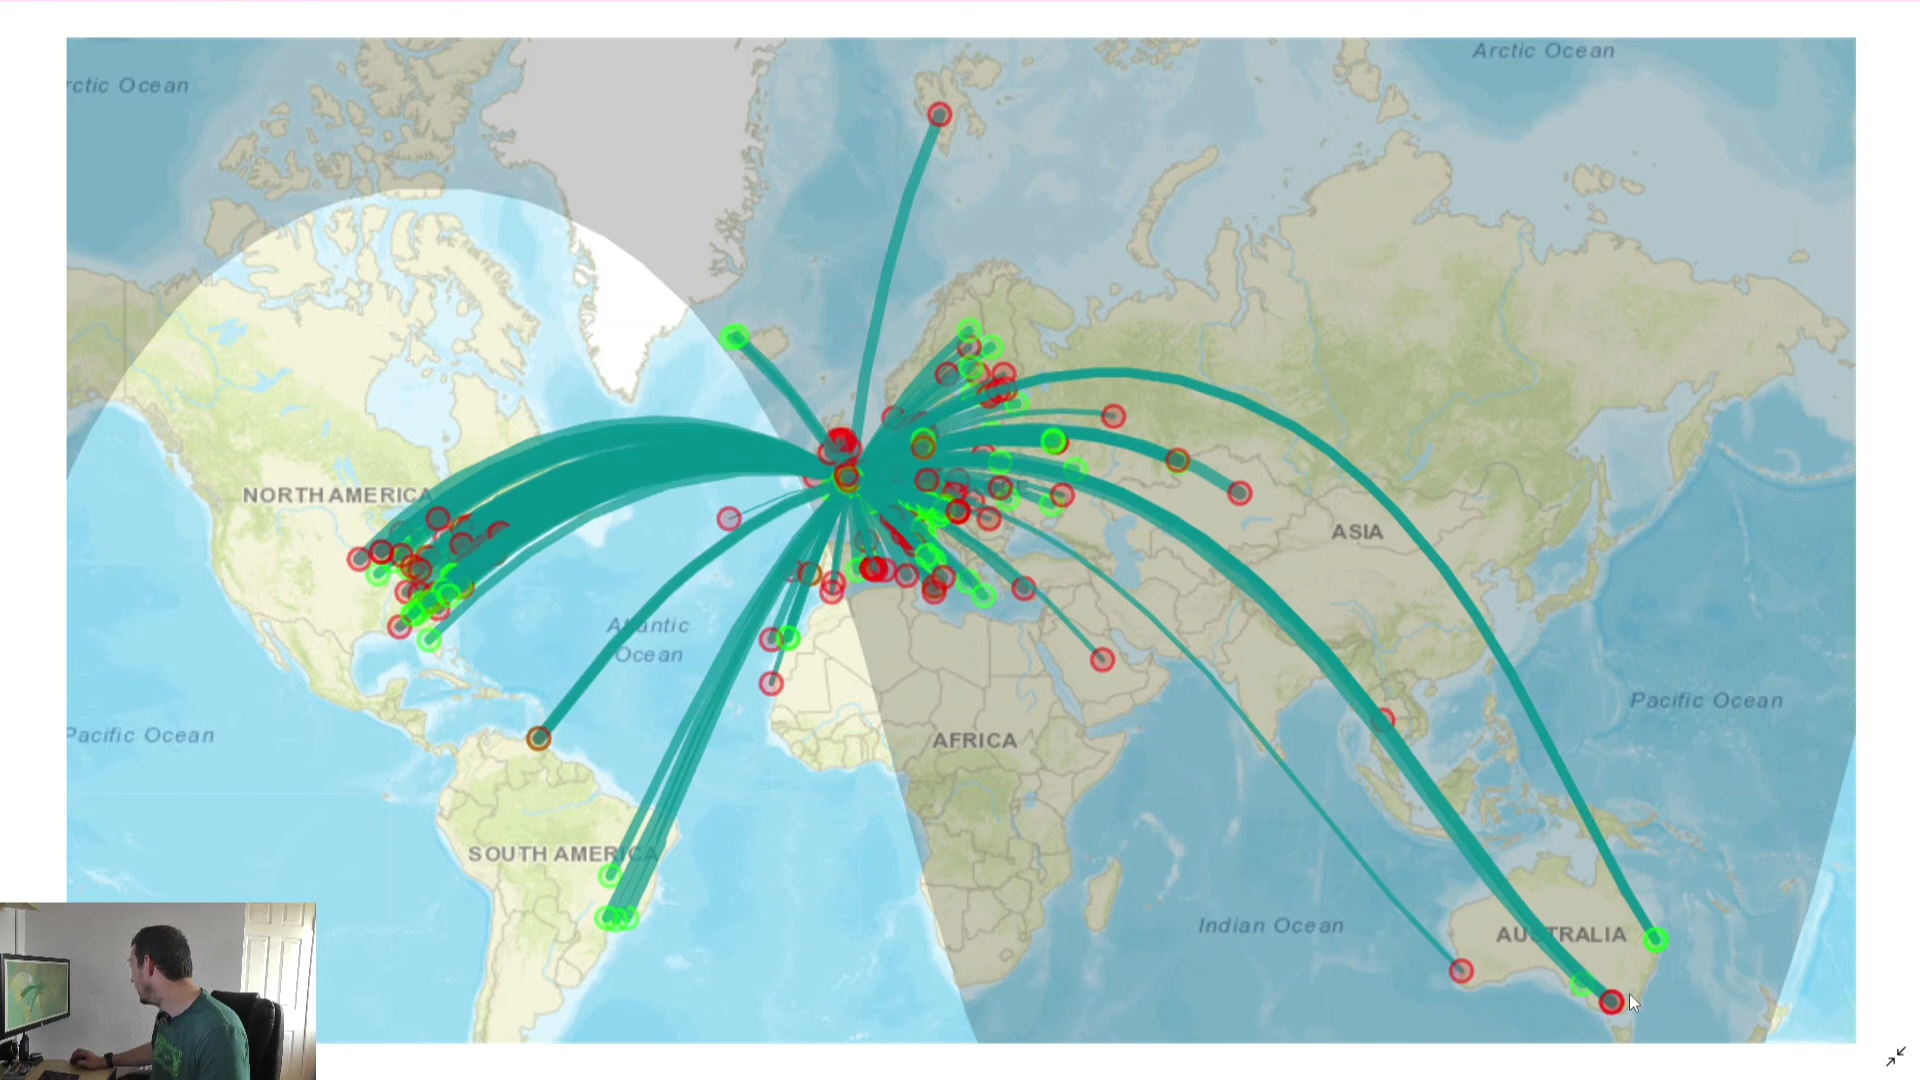 Arctic Ocean
rctic Ocean
NORTH AMERICA
ASIA
Atlantic
Ocean
Pacific Ocean
Pacific Ocean
AFRICA
SOUTH AMERICA
Indian Ocean
AUSTRALIA